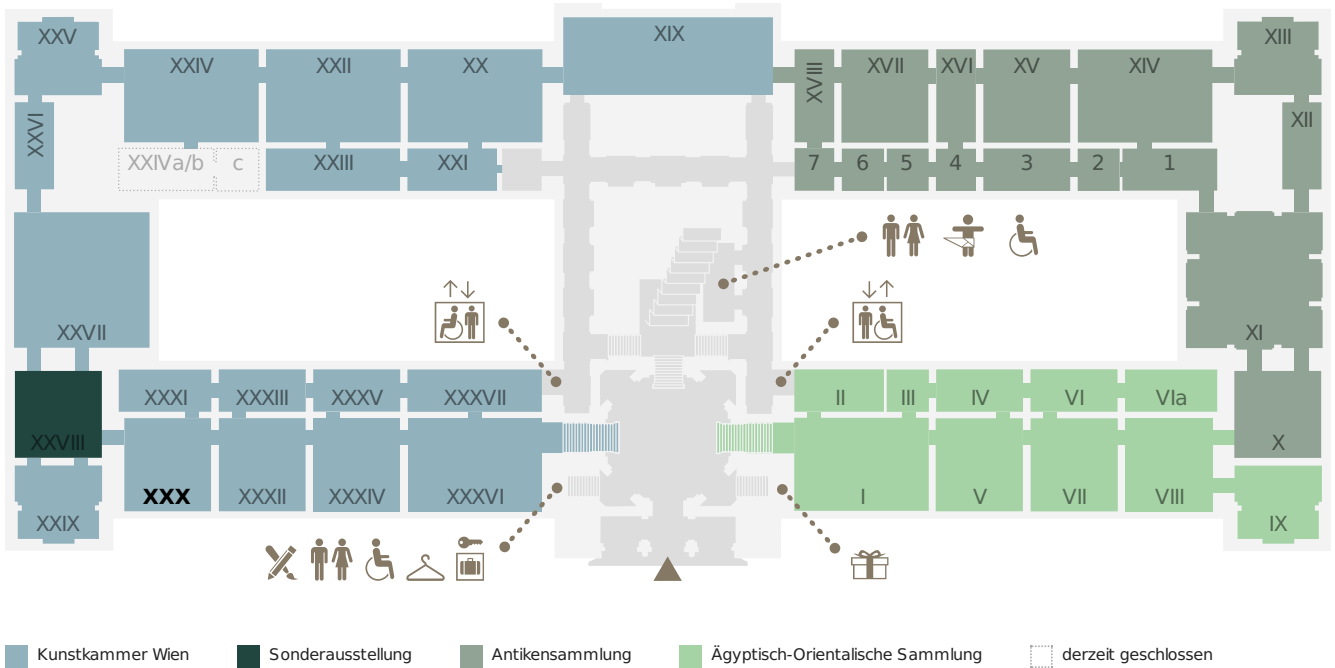 XIX
XXV
XXIV
XXII
XX
XVIII
XVII
XVI
XV
XIV
XIII
XXVI
XII
XXIVa/b
c
XXIII
XXI
7
6
5
4
3
2
1
XXVII
XI
XXXI
XXXIII
XXXV
XXXVII
II
III
IV
VI
VIa
XXVIII
X
XXX
XXXII
XXXIV
XXXVI
I
V
VII
VIII
XXIX
IX
Kunstkammer Wien
Sonderausstellung
Antikensammlung
Ägyptisch-Orientalische Sammlung
derzeit geschlossen